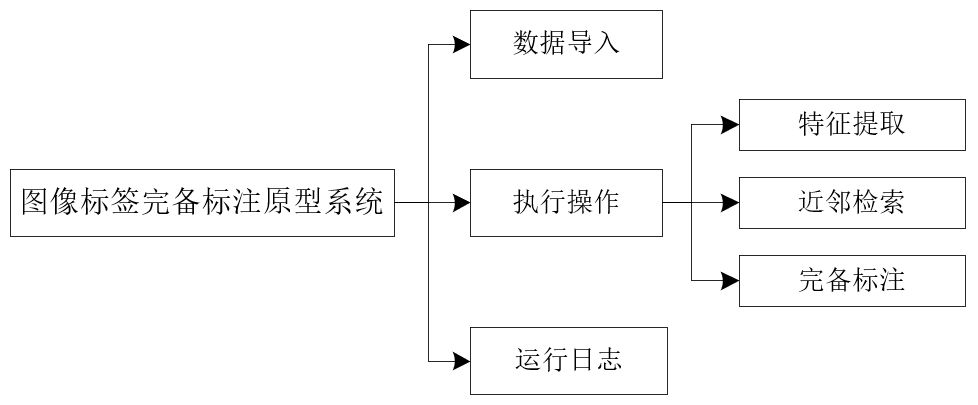 图像标签完备标注原型系统
数据导入
执行操作
运行日志
特征提取
近邻检索
完备标注